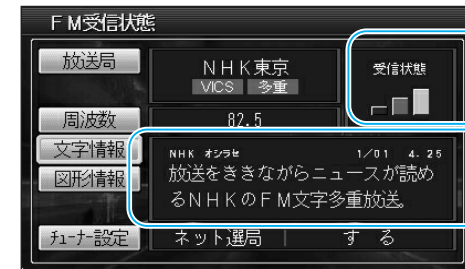 FM受信状態
放送局
NHK東京
VICS 多重
受信状態
周波数
82.5
文字情報
NHK オシラセ 1/01 4.25
図形情報
放送をききながらニュースが読め
るNHKのFM文字多重放送。
チューナー設定
ネット選局 する